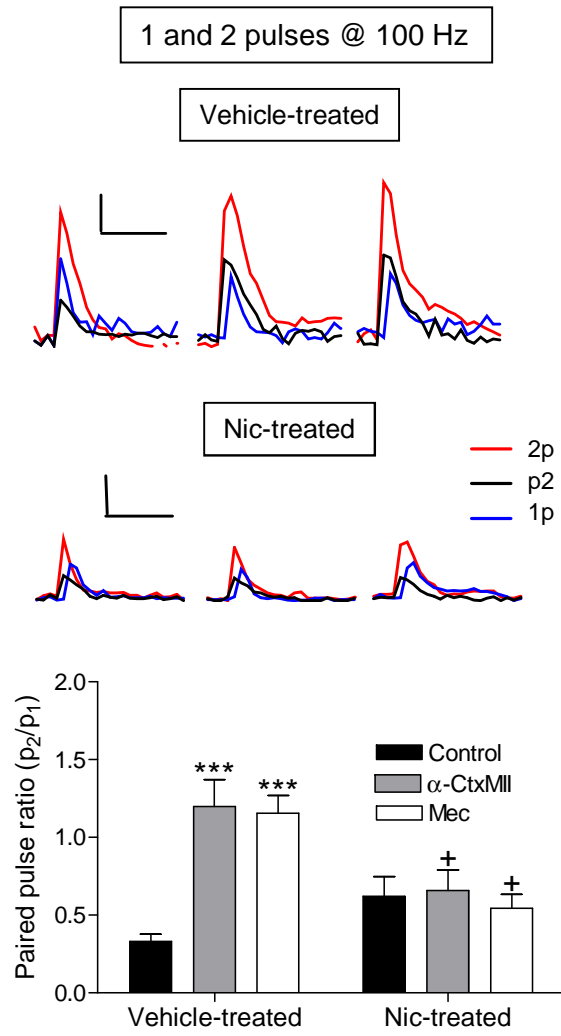 1 and 2 pulses @ 100 Hz
Vehicle-treated
Nic-treated
2p
p2
1p
Paired pulse ratio (p2/p1)
2.0
1.5
1.0
0.5
0.0
Control
α-CtxMII
Mec
***
***
+
+
Vehicle-treated
Nic-treated